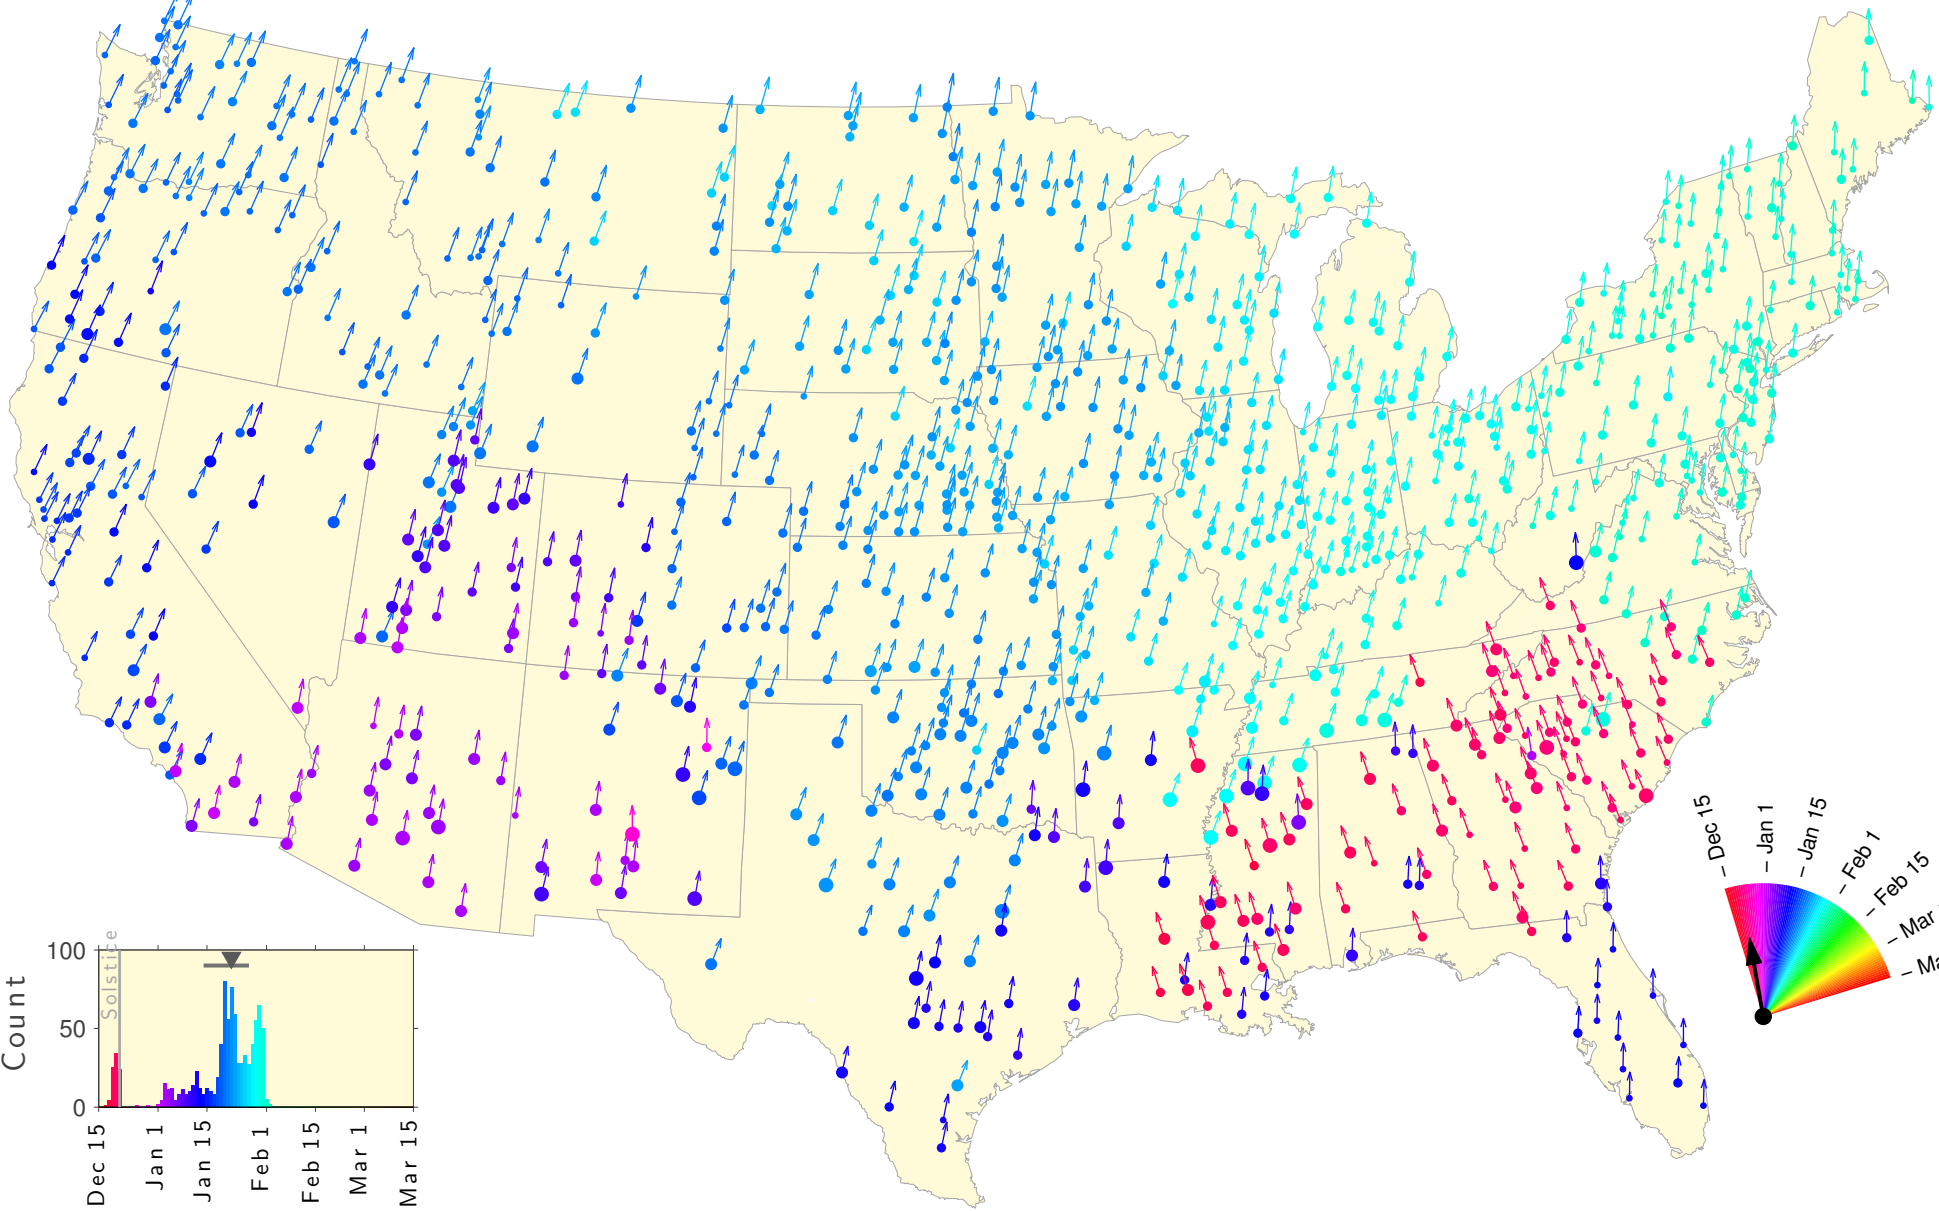 100
50
0
Count
Solstice
Dec 15
Jan 1
Jan 15
Feb 1
Feb 15
Mar 1
Mar 15
– Dec 15
– Jan 1
– Jan 15
– Feb 1
– Feb 15
– Mar
– Ma